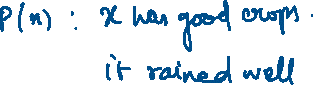 P(x) : x has good crops.
it rained well